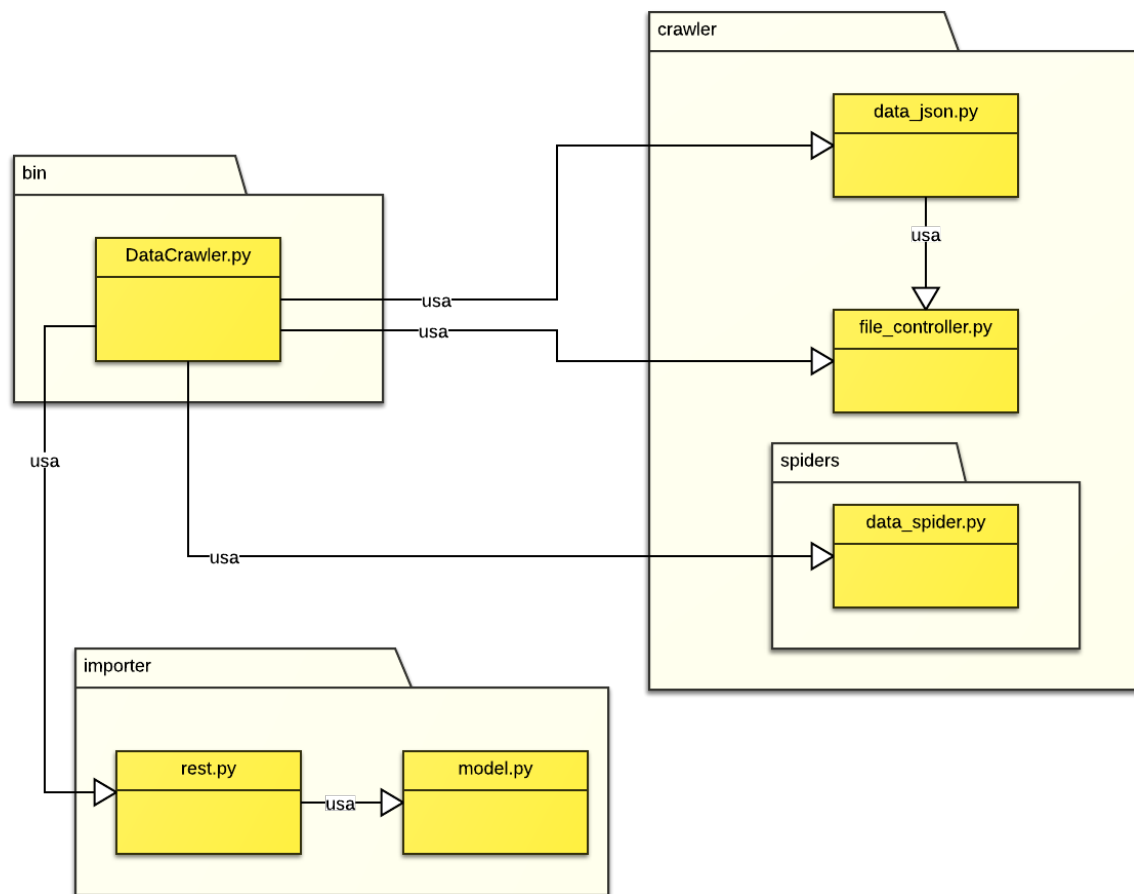 crawler
data_json.py
bin
DataCrawler.py
usa
usa
usa
file_controller.py
usa
spiders
data_spider.py
usa
importer
rest.py
usa
model.py